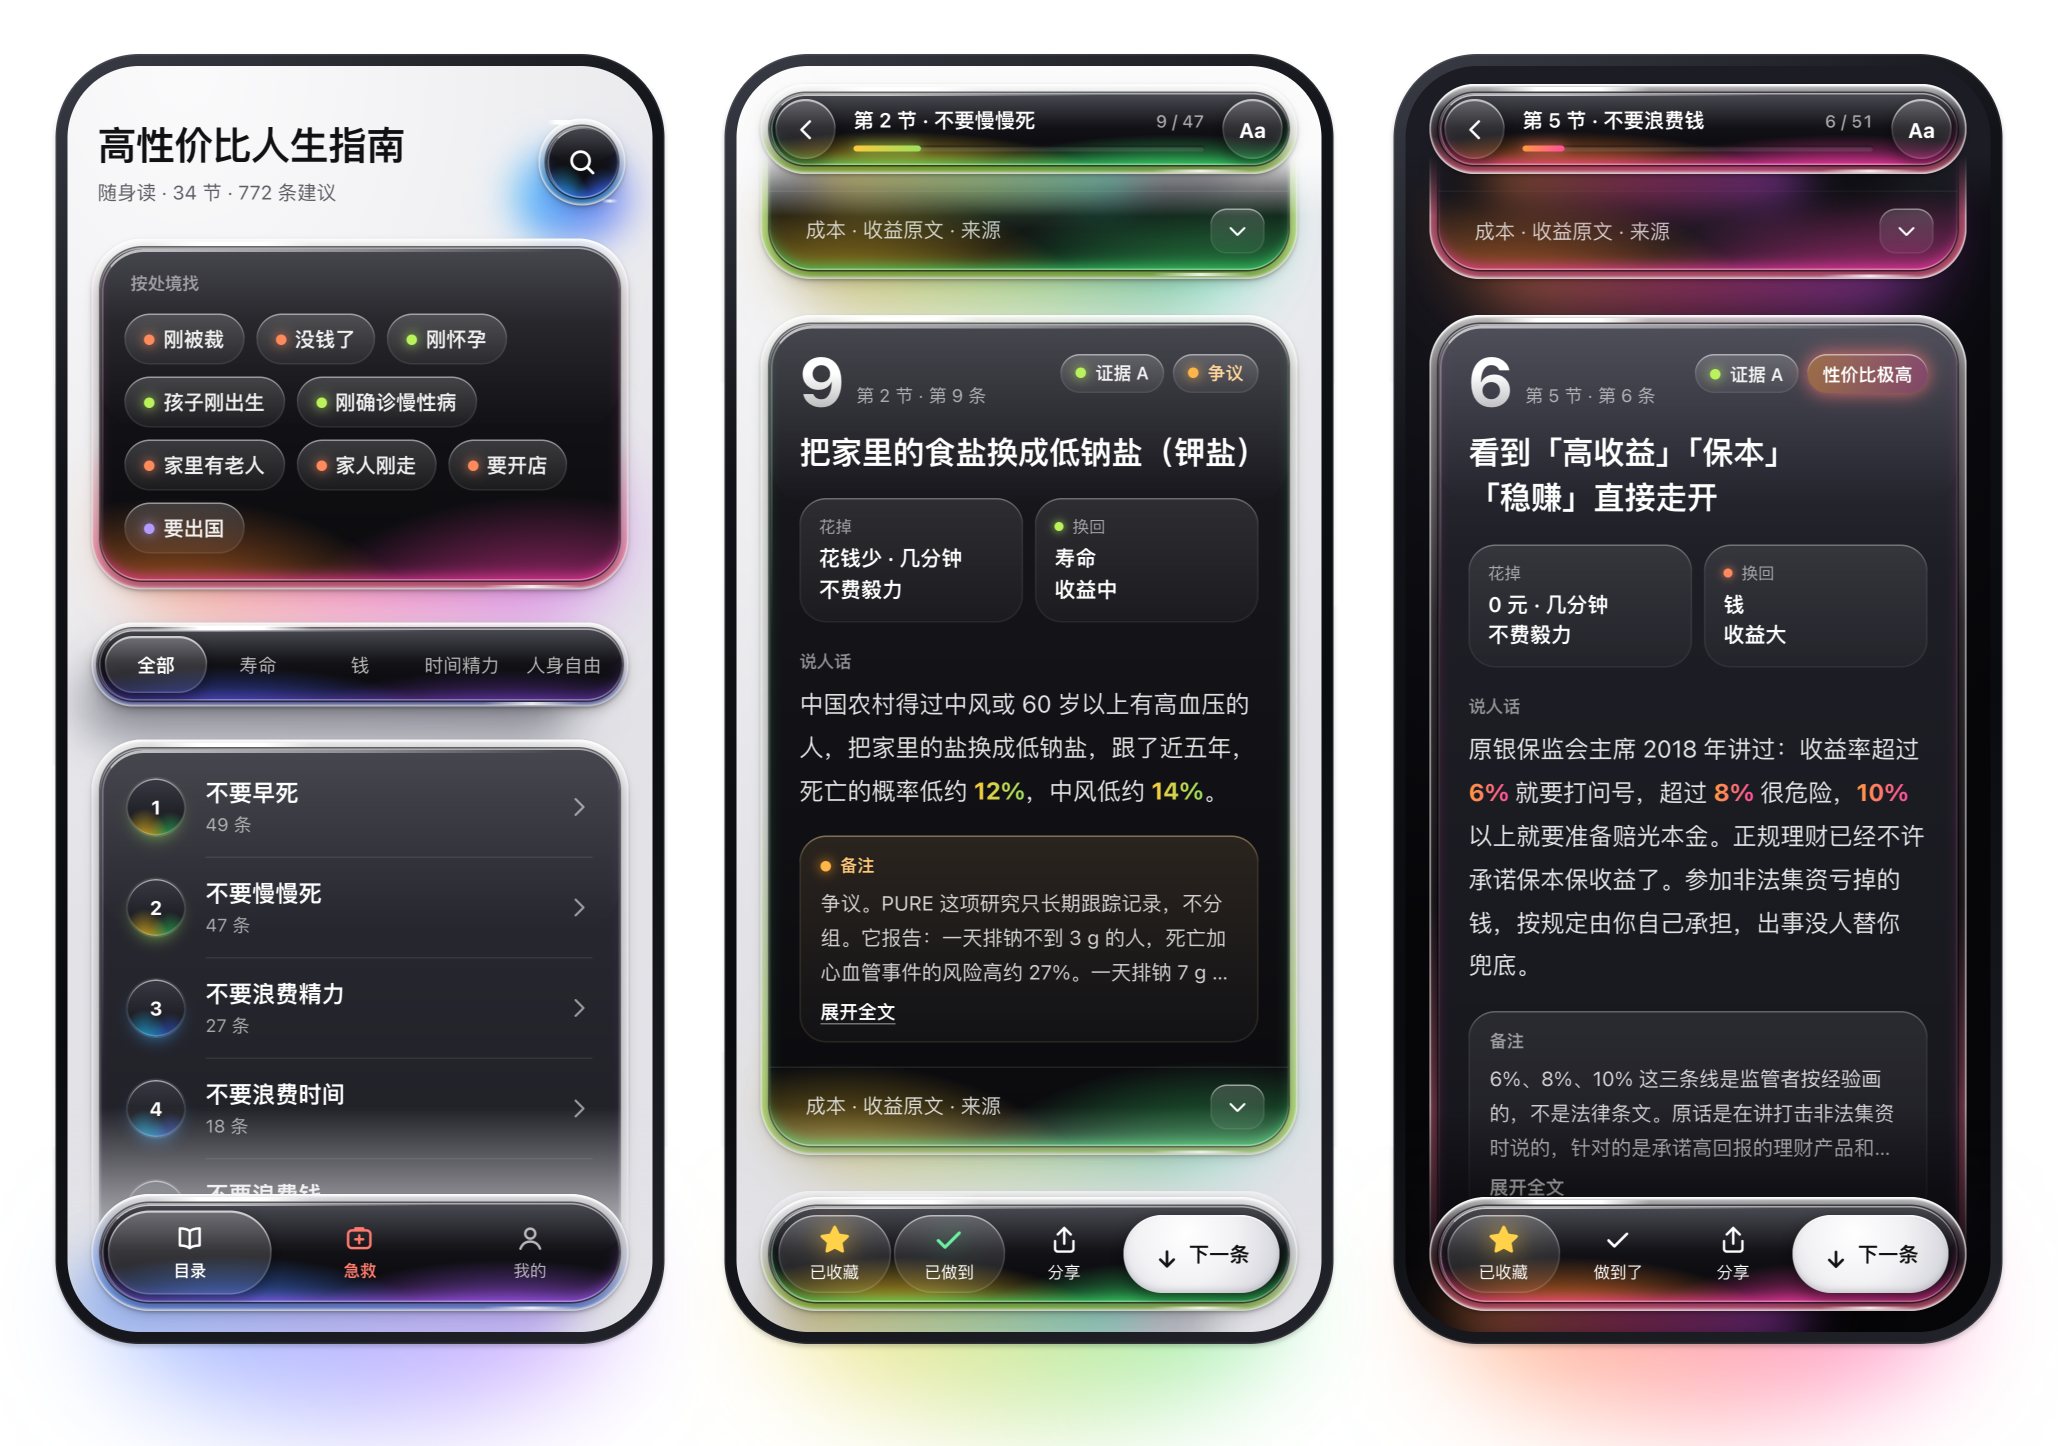 高性价比人生指南
随身读 · 34 节 · 772 条建议
按处境找
刚被裁
没钱了
刚怀孕
孩子刚出生
刚确诊慢性病
家里有老人
家人刚走
要开店
要出国
全部
寿命
钱
时间精力
人身自由
1
不要早死
49 条
2
不要慢慢死
47 条
3
不要浪费精力
27 条
4
不要浪费时间
18 条
不要浪费钱
目录
急救
我的
第 2 节 · 不要慢慢死
9 / 47
Aa
成本 · 收益原文 · 来源
9
第 2 节 · 第 9 条
证据 A
争议
把家里的食盐换成低钠盐（钾盐）
花掉
花钱少 · 几分钟
不费毅力
换回
寿命
收益中
说人话
中国农村得过中风或 60 岁以上有高血压的
人，把家里的盐换成低钠盐，跟了近五年，
死亡的概率低约 12%，中风低约 14%。
备注
争议。PURE 这项研究只长期跟踪记录，不分
组。它报告：一天排钠不到 3 g 的人，死亡加
心血管事件的风险高约 27%。一天排钠 7 g ...
展开全文
成本 · 收益原文 · 来源
已收藏
已做到
分享
下一条
第 5 节 · 不要浪费钱
6 / 51
Aa
成本 · 收益原文 · 来源
6
第 5 节 · 第 6 条
证据 A
性价比极高
看到「高收益」「保本」
「稳赚」直接走开
花掉
0 元 · 几分钟
不费毅力
换回
钱
收益大
说人话
原银保监会主席 2018 年讲过：收益率超过
6% 就要打问号，超过 8% 很危险，10%
以上就要准备赔光本金。正规理财已经不许
承诺保本保收益了。参加非法集资亏掉的
钱，按规定由你自己承担，出事没人替你
兜底。
备注
6%、8%、10% 这三条线是监管者按经验画
的，不是法律条文。原话是在讲打击非法集资
时说的，针对的是承诺高回报的理财产品和...
展开全文
已收藏
做到了
分享
下一条